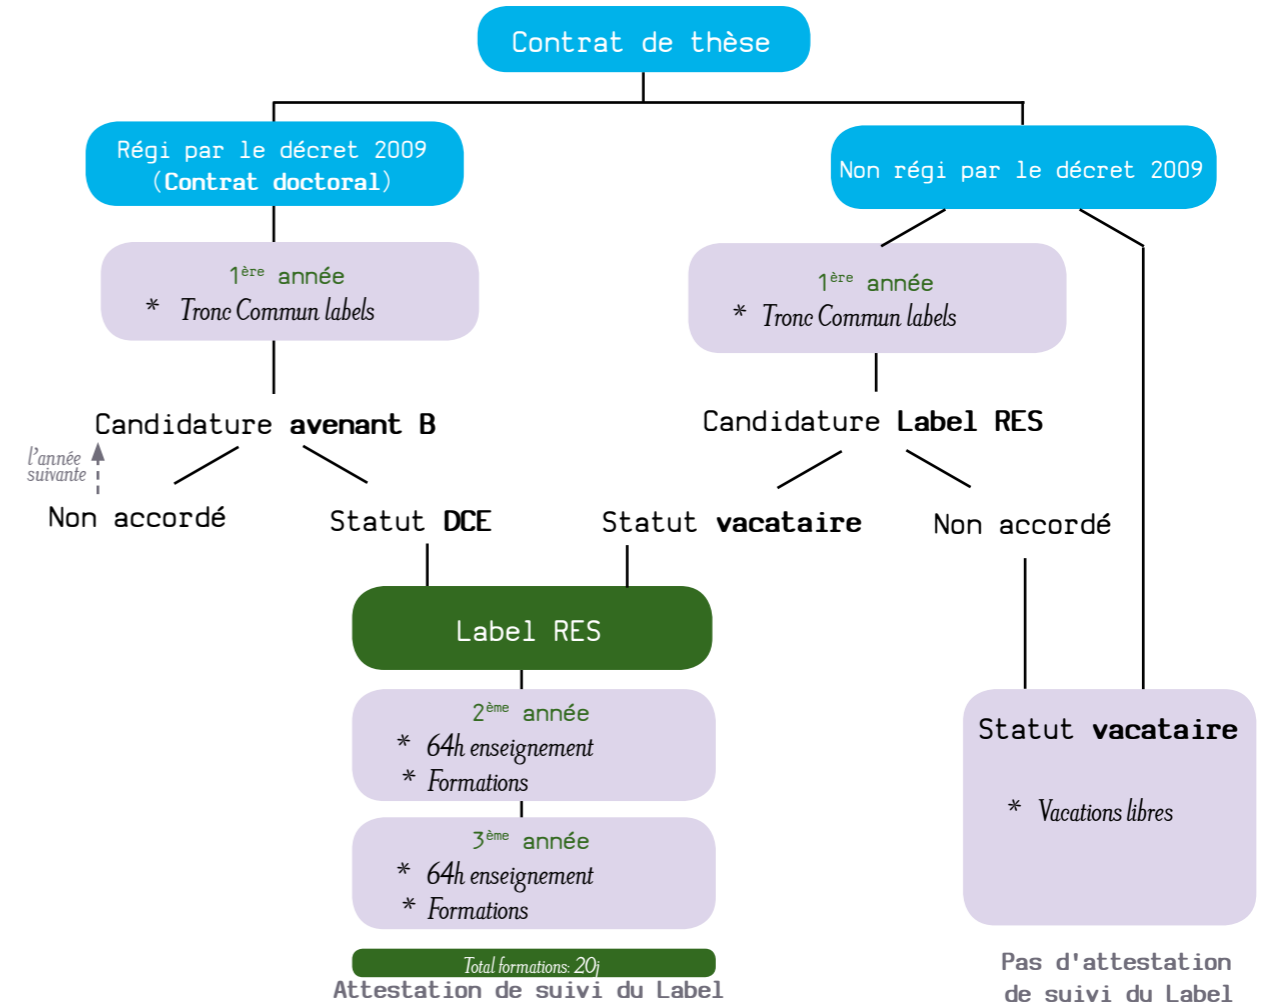 Contrat de thèse
Régi par le décret 2009
(Contrat doctoral)
Non régi par le décret 2009
1ère année
* Tronc Commun labels
1ère année
* Tronc Commun labels
Candidature avenant B
Candidature Label RES
l'année
suivante
Non accordé
Statut DCE
Statut vacataire
Non accordé
Label RES
2ème année
* 64h enseignement
* Formations
3ème année
* 64h enseignement
* Formations
Total formations: 20j
Attestation de suivi du Label
Statut vacataire
* Vacations libres
Pas d'attestation
de suivi du Label